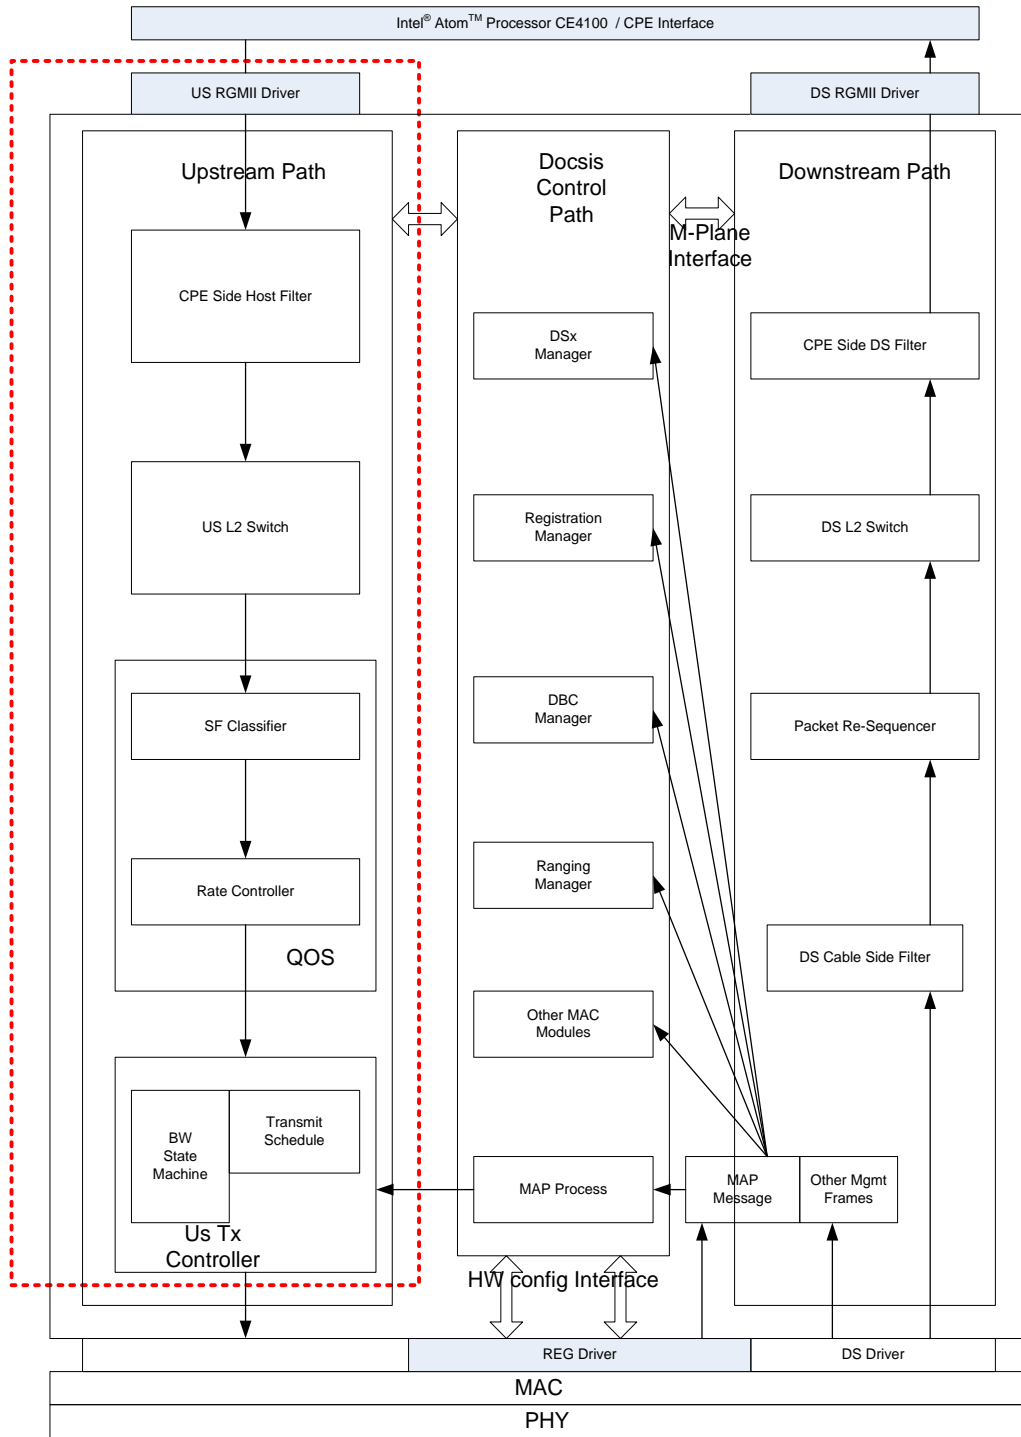 Intel® Atom™ Processor CE4100 / CPE Interface
US RGMII Driver
DS RGMII Driver
Upstream Path
Docsis
Control
Path
Downstream Path
M-Plane
Interface
CPE Side Host Filter
DSx
Manager
CPE Side DS Filter
US L2 Switch
Registration
Manager
DS L2 Switch
SF Classifier
DBC
Manager
Packet Re-Sequencer
Rate Controller
QOS
Ranging
Manager
DS Cable Side Filter
Other MAC
Modules
BW
State
Machine
Transmit
Schedule
Us Tx
Controller
MAP Process
MAP
Message
Other Mgmt
Frames
HW config Interface
REG Driver
DS Driver
MAC
PHY